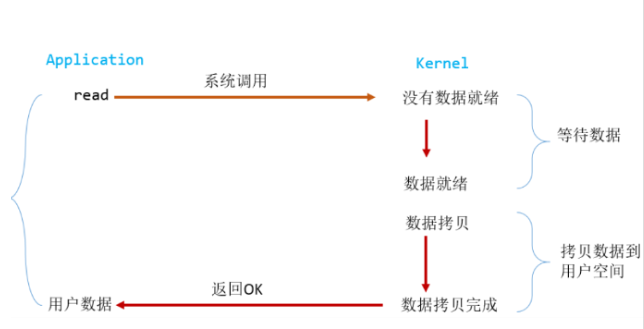 Application
Kernel
系统调用
read
没有数据就绪
等待数据
数据就绪
数据拷贝
拷贝数据到
用户空间
返回OK
用户数据
数据拷贝完成